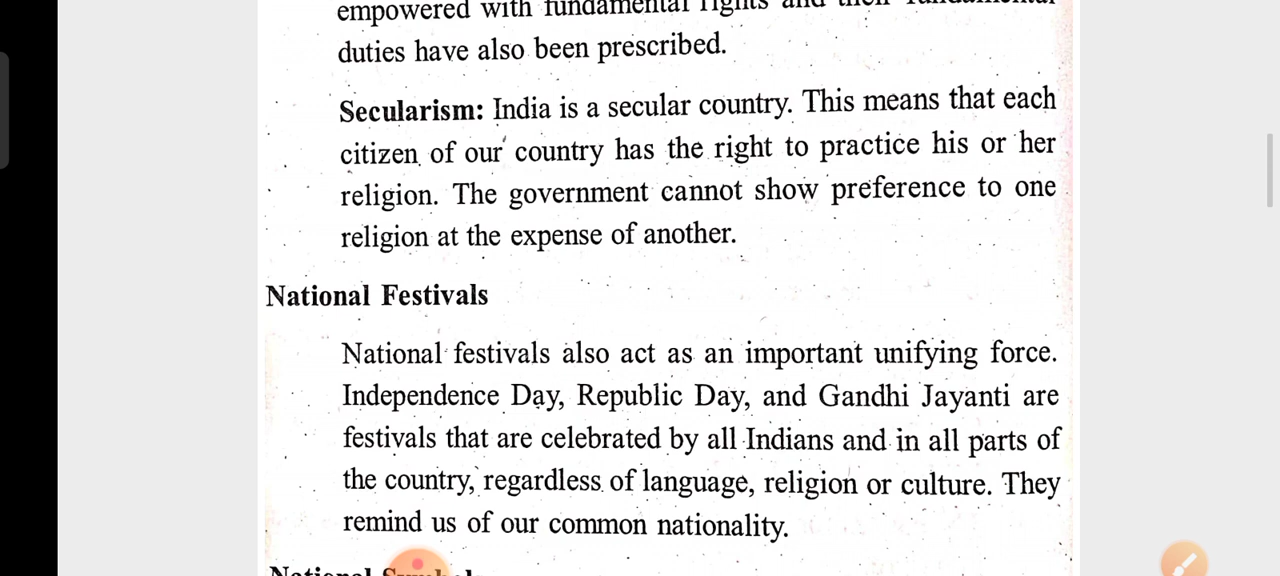 empowered with fundamental rights and their fundamental
duties have also been prescribed.
Secularism: India is a secular country. This means that each
citizen of our country has the right to practice his or her
religion. The government cannot show preference to one
religion at the expense of another.
National Festivals
National festivals also act as an important unifying force.
Independence Day, Republic Day, and Gandhi Jayanti are
festivals that are celebrated by all Indians and in all parts of
the country, regardless of language, religion or culture. They
remind us of our common nationality.
National Symbols